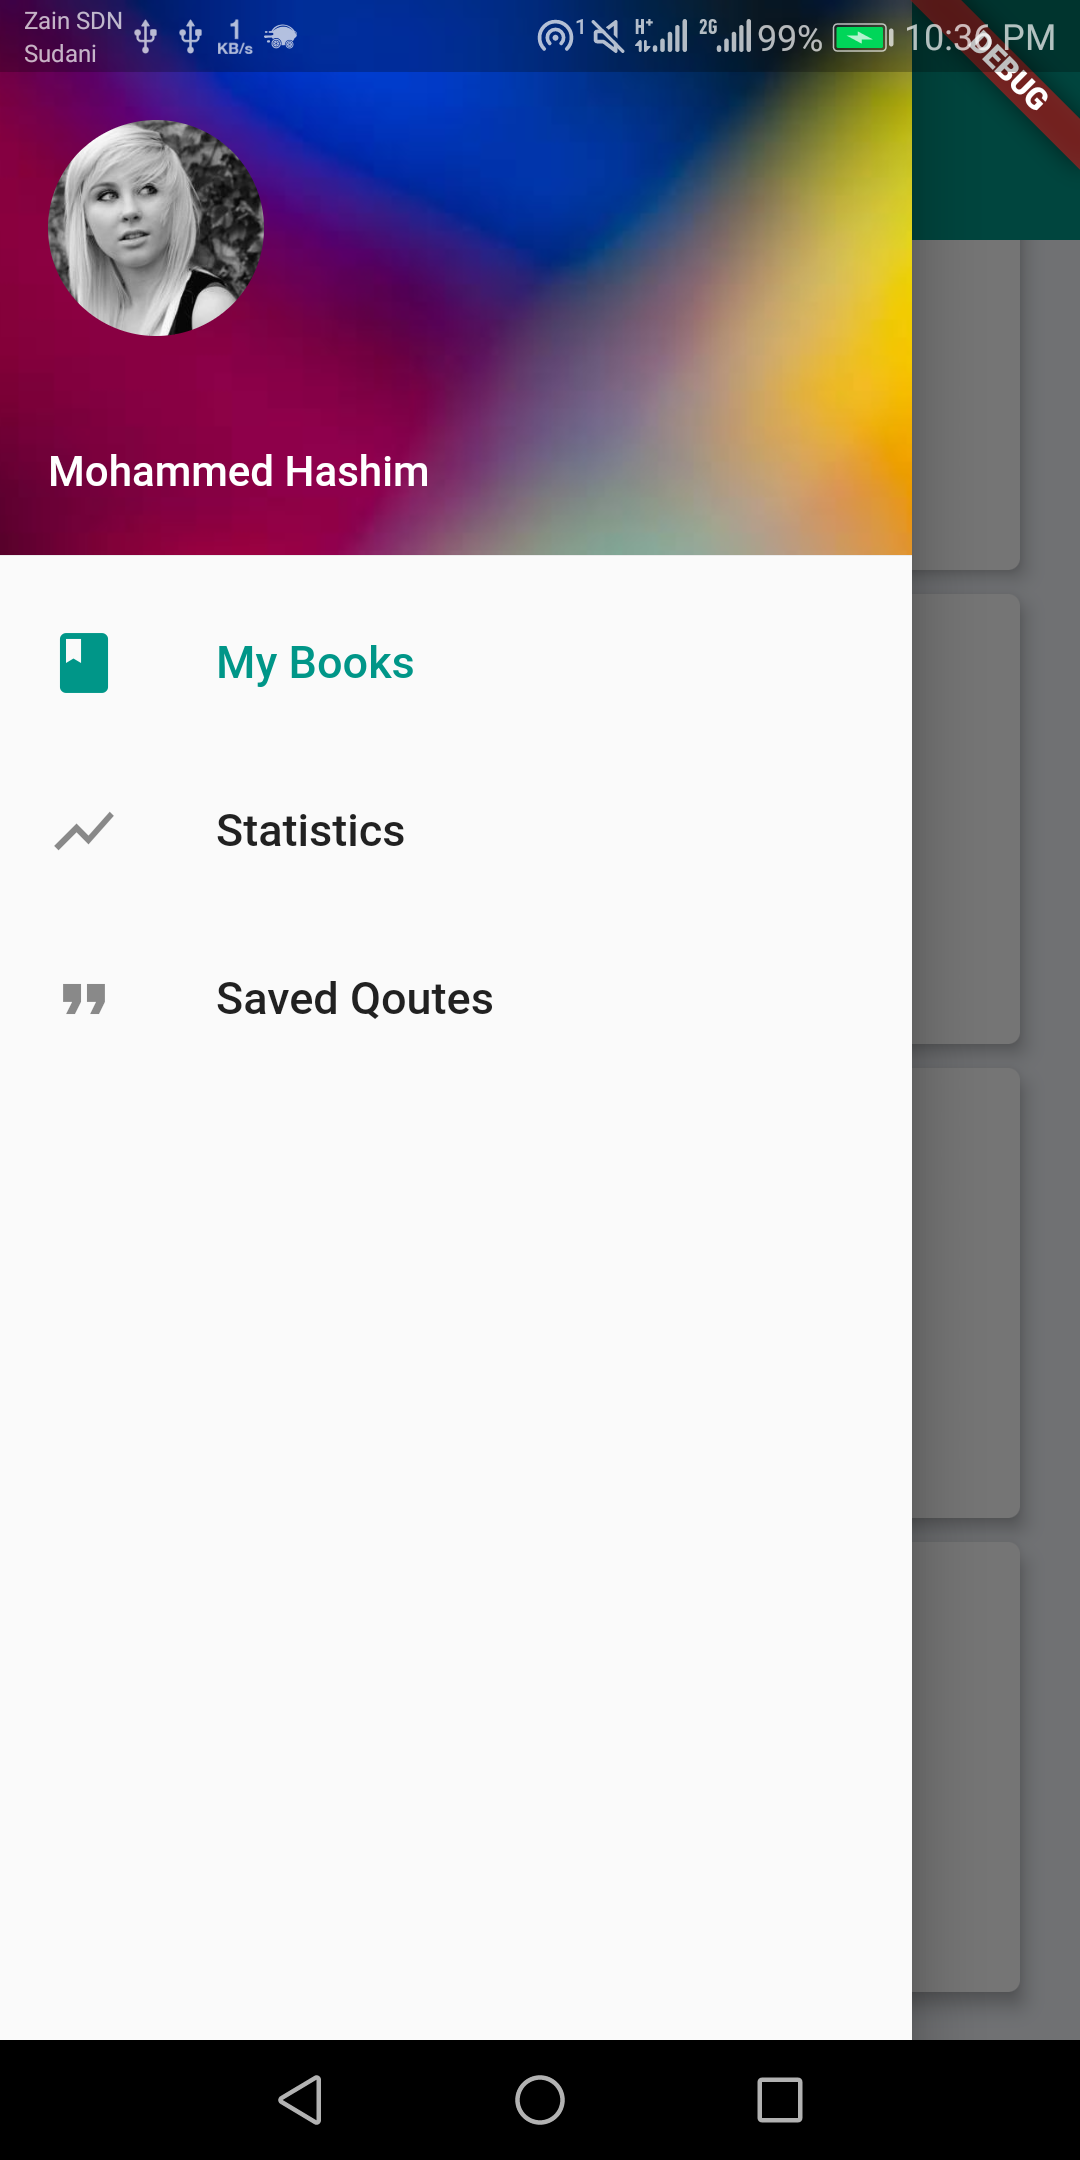 Zain SDN
Sudani
1
KB/s
1
H+
2G
99%
10:36 PM
DEBUG
Mohammed Hashim
My Books
Statistics
Saved Qoutes